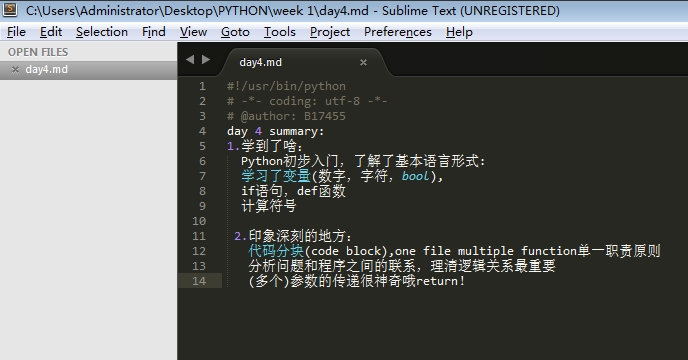 C:\Users\Administrator\Desktop\PYTHON\week 1\day4.md - Sublime Text (UNREGISTERED)
File Edit Selection Find View Goto Tools Project Preferences Help
OPEN FILES
day4.md
day4.md
1 #!/usr/bin/python
2 # -*- coding: utf-8 -*-
3 # @author: B17455
4 day 4 summary:
5 1.学到了啥:
6 Python初步入门，了解了基本语言形式:
7 学习了变量(数字，字符，bool),
8 if语句，def函数
9 计算符号
10
11 2.印象深刻的地方:
12 代码分块(code block),one file multiple function单一职责原则
13 分析问题和程序之间的联系，理清逻辑关系最重要
14 (多个)参数的传递很神奇哦return!